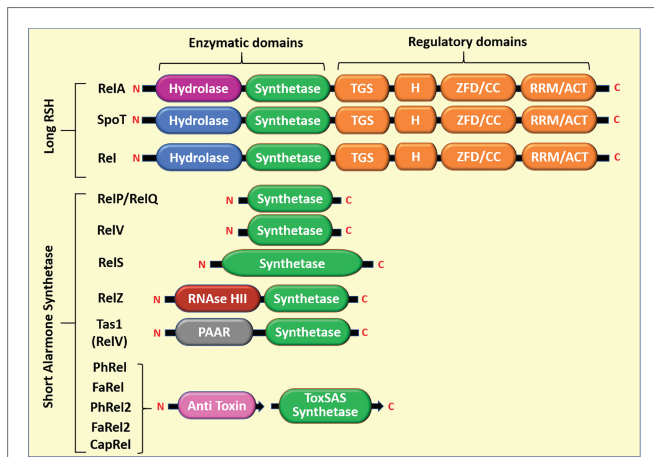 Enzymatic domains Regulatory domains
Long RSH
RelA N Hydrolase Synthetase TGS H ZFD/CC RRM/ACT C
SpoT N Hydrolase Synthetase TGS H ZFD/CC RRM/ACT C
Rel N Hydrolase Synthetase TGS H ZFD/CC RRM/ACT C
Short Alarmone Synthetase
RelP/RelQ N Synthetase C
RelV N Synthetase C
RelS N Synthetase C
RelZ N RNAse HII Synthetase C
Tas1 N PAAR Synthetase C
(RelV)
PhRel
FaRel
PhRel2 N Anti Toxin ToxSAS C
Synthetase
FaRel2
CapRel